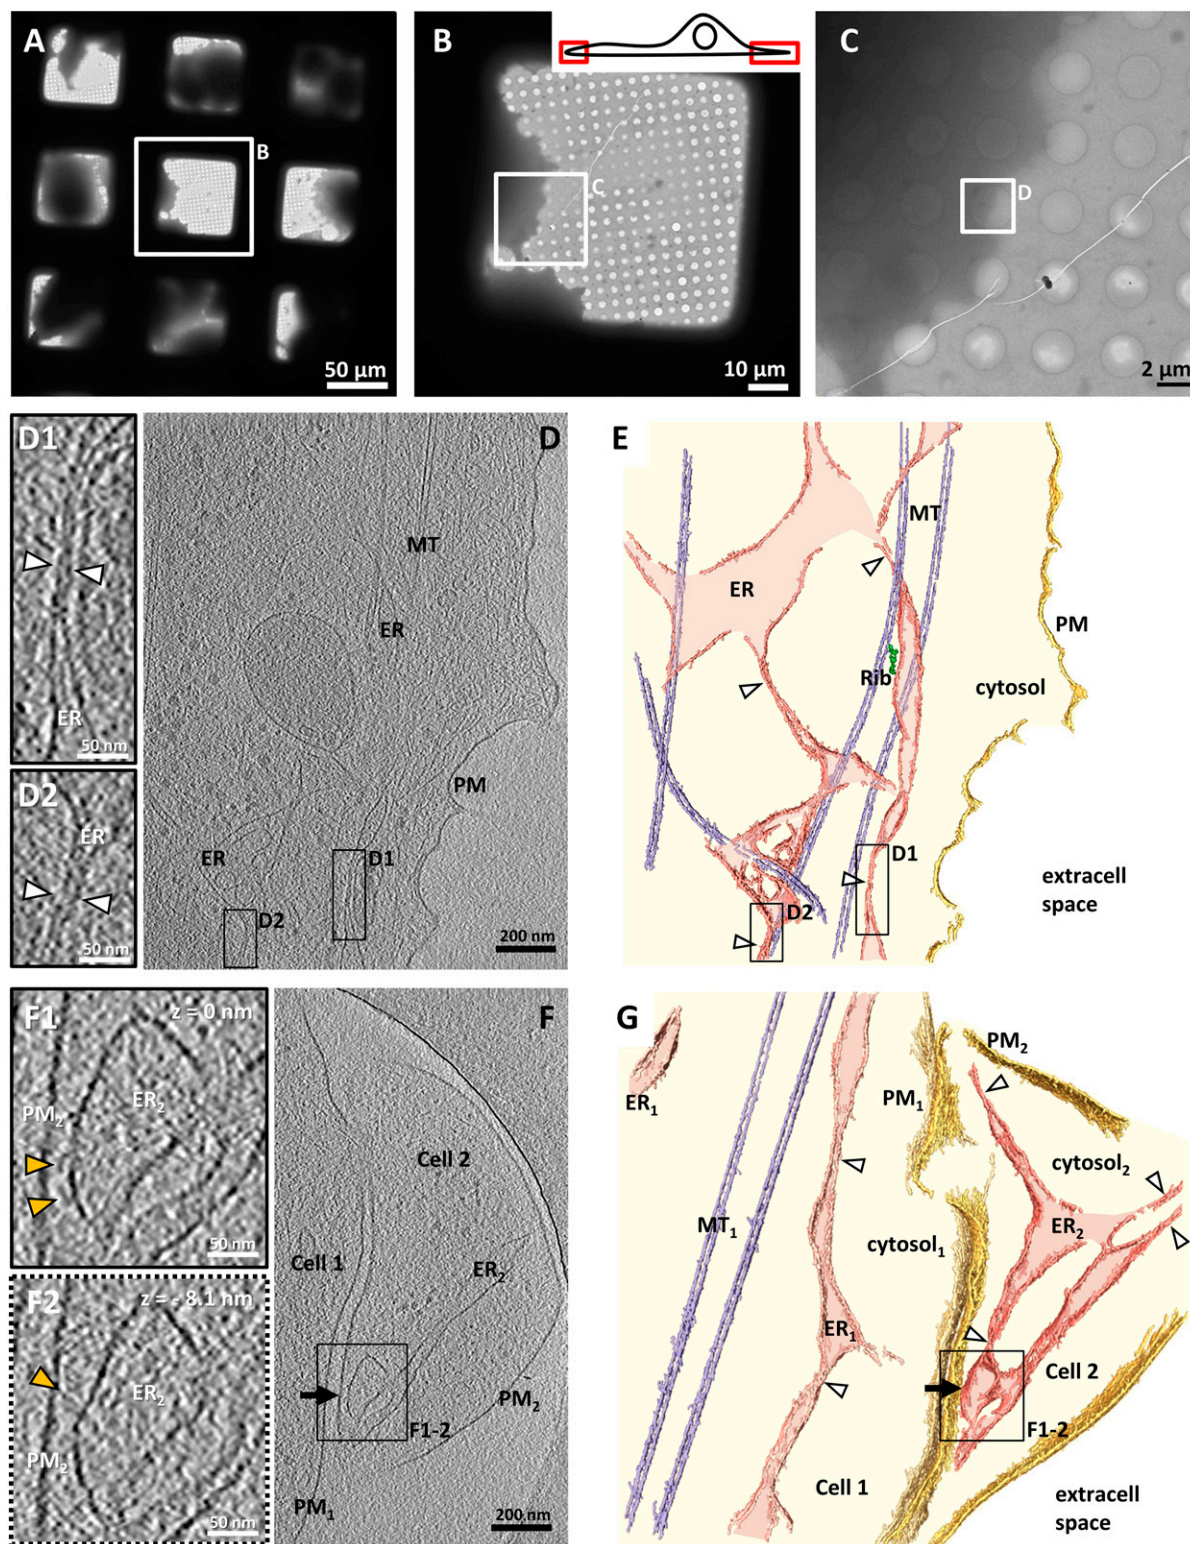 A
B
50 µm
B
C
10 µm
C
D
2 µm
D1
ER
50 nm
D2
ER
50 nm
D
MT
ER
PM
ER
D1
D2
200 nm
E
MT
ER
PM
Rib
cytosol
D1
D2
extracell
space
F1
z = 0 nm
ER₂
PM₂
50 nm
F2
z = - 8.1 nm
ER₂
PM₂
50 nm
F
Cell 2
Cell 1
ER₂
PM₂
F1-2
PM₁
200 nm
G
PM₂
ER₁
PM₁
cytosol₂
MT₁
ER₂
cytosol₁
ER₁
Cell 2
F1-2
Cell 1
extracell
space